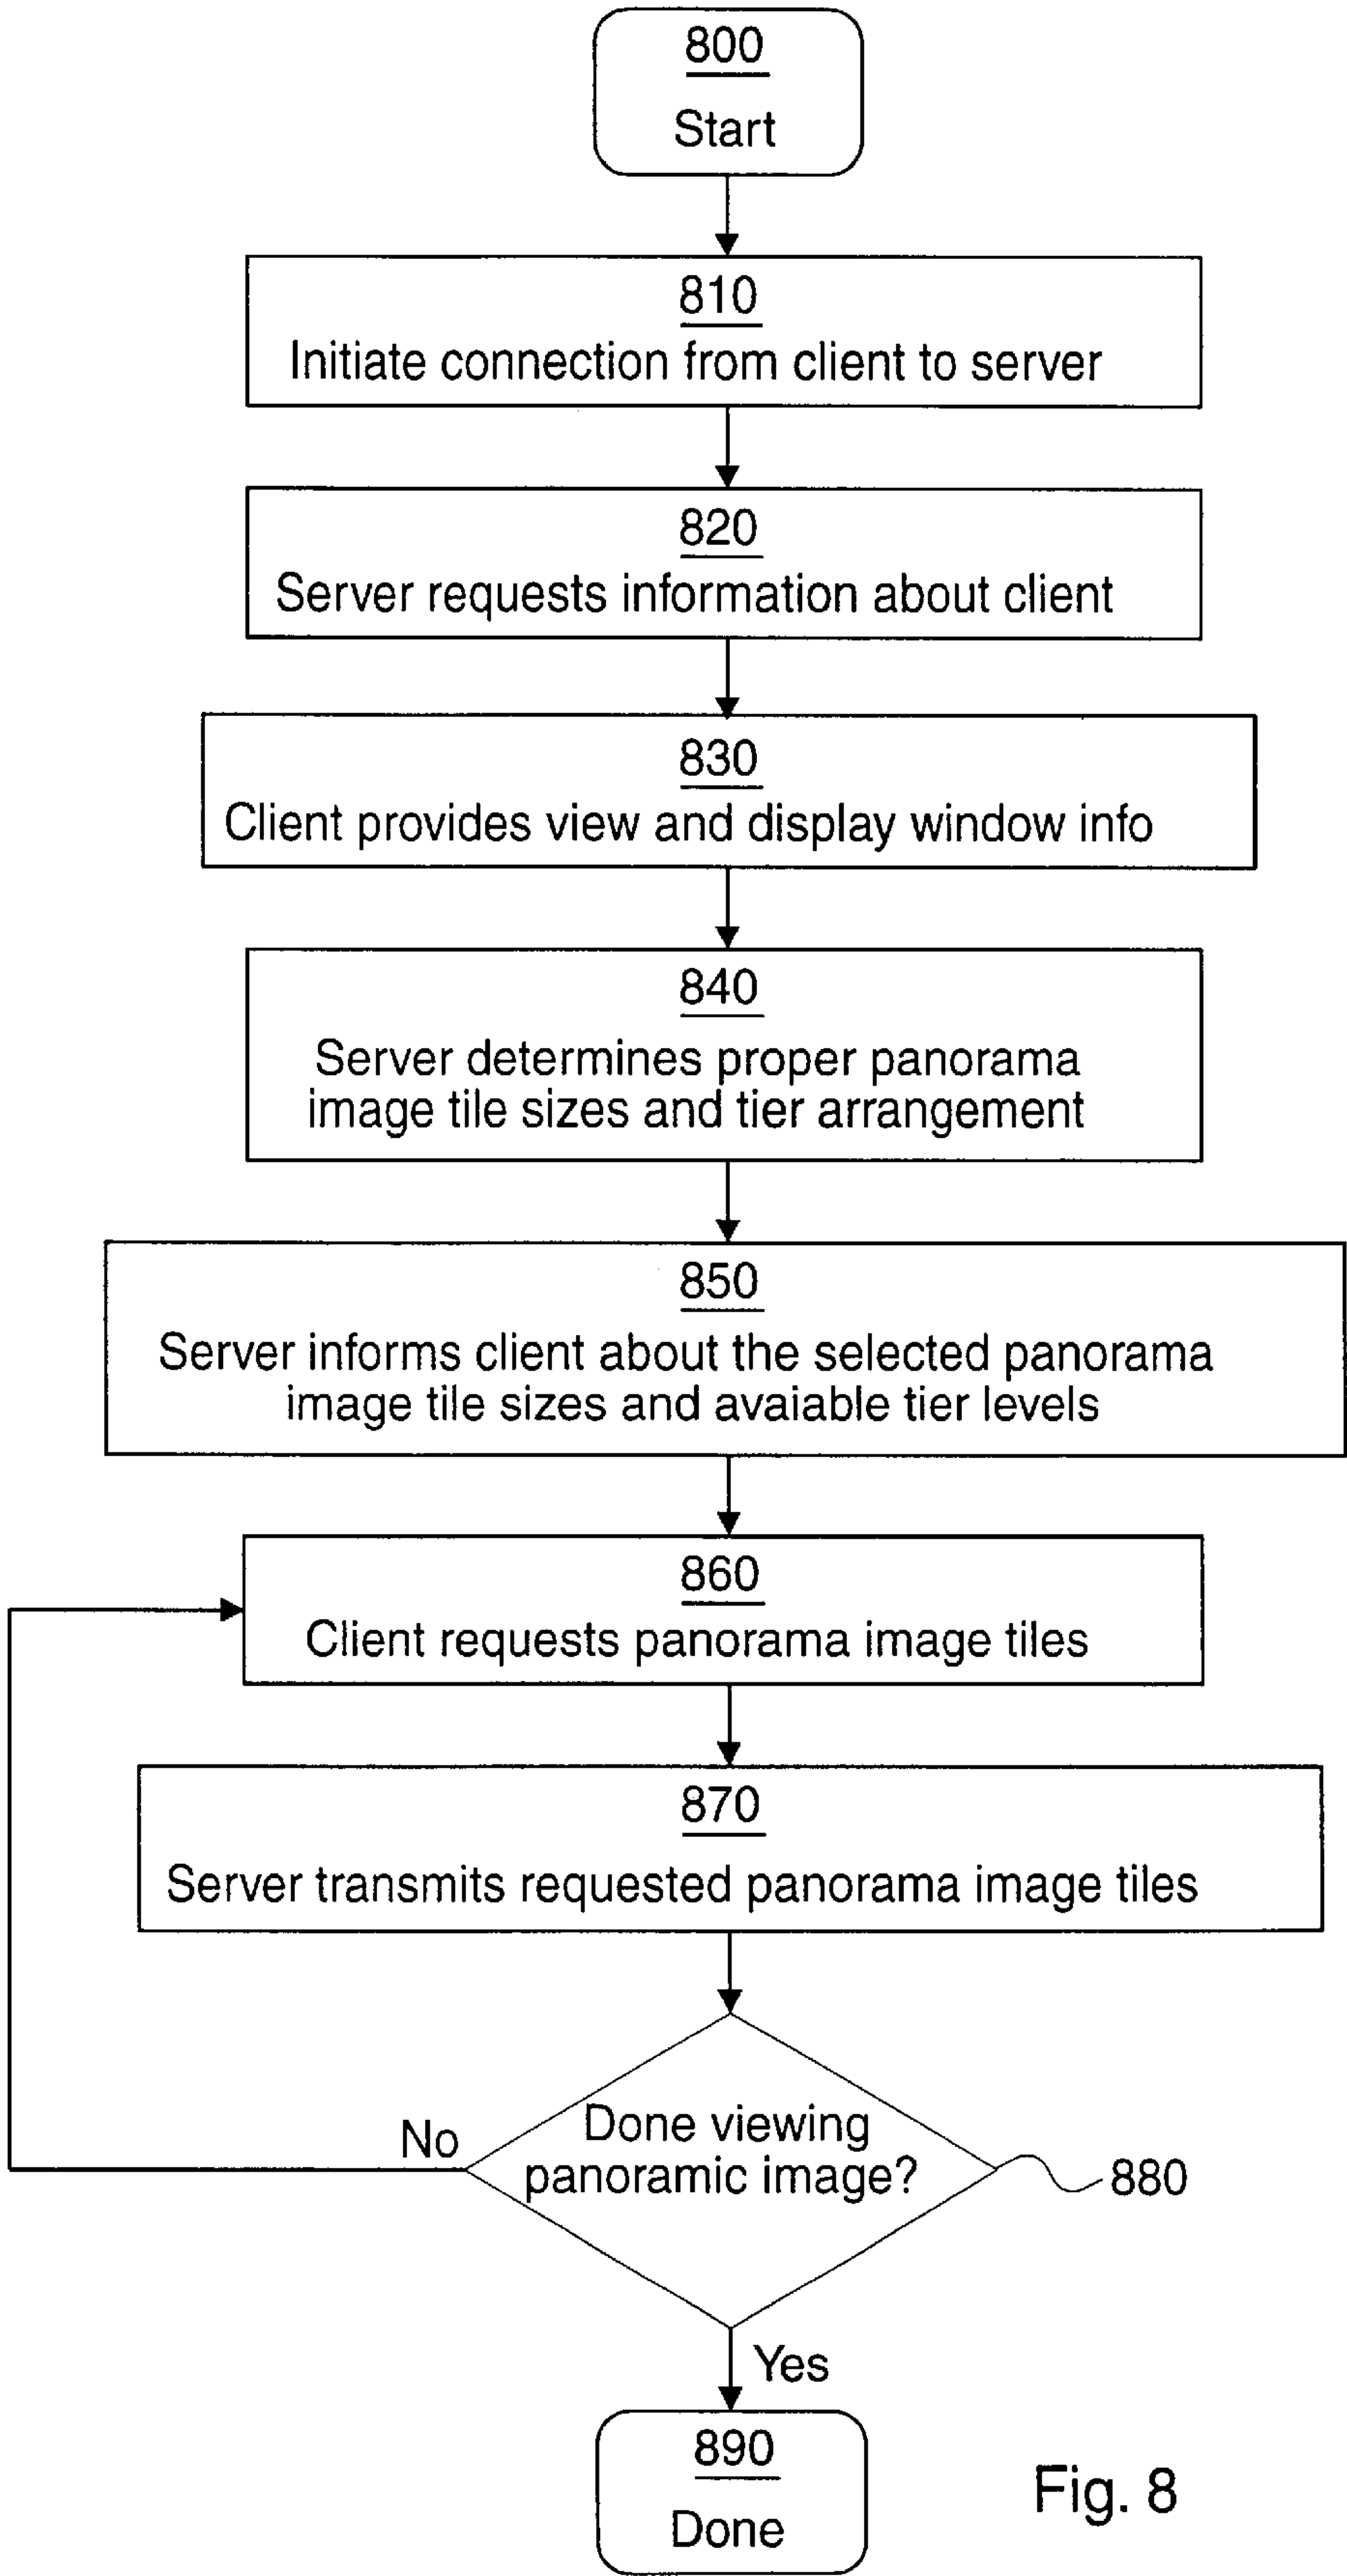 800
Start
810
Initiate connection from client to server
820
Server requests information about client
830
Client provides view and display window info
840
Server determines proper panorama
image tile sizes and tier arrangement
850
Server informs client about the selected panorama
image tile sizes and avaiable tier levels
860
Client requests panorama image tiles
870
Server transmits requested panorama image tiles
Done viewing
panoramic image?
No
880
Yes
890
Done
Fig. 8